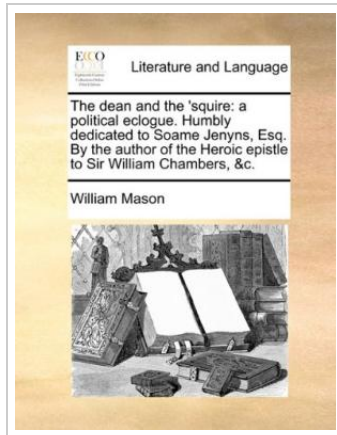 ECCO
Literature and Language
The dean and the 'squire: a
political eclogue. Humbly
dedicated to Soame Jenyns, Esq.
By the author of the Heroic epistle
to Sir William Chambers, &c.
William Mason